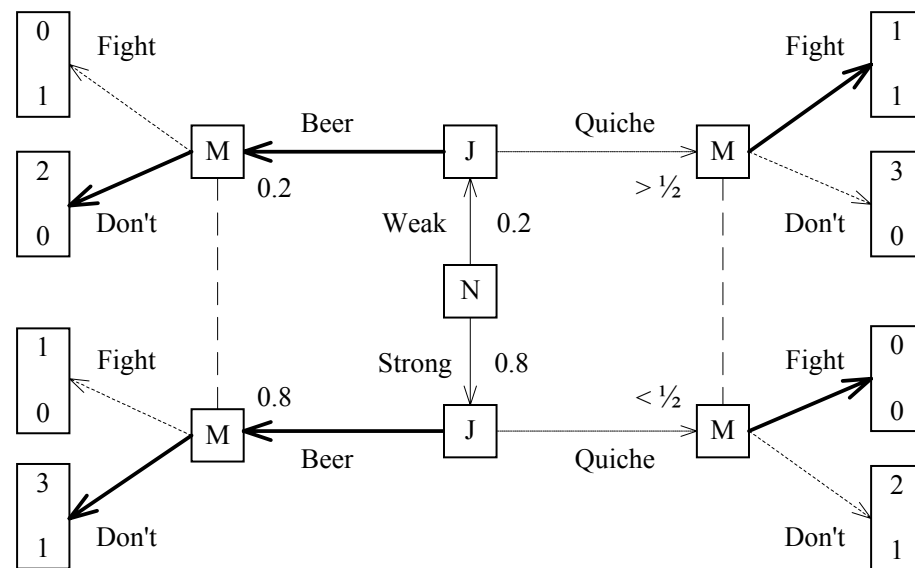 0 1
Fight Fight
1 1
Beer Quiche
M J M
2 3
0.2 > ½
Don't Weak 0.2 Don't
0 0
N
1 0
Fight Strong 0.8 Fight
0 0.8 < ½ 0
M J M
Beer Quiche
3 2
Don't Don't
1 1